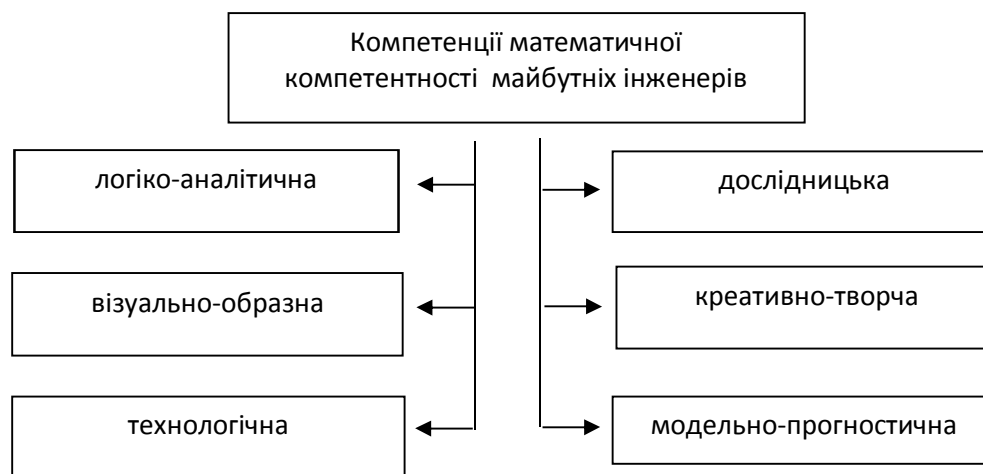 Компетенції математичної
компетентності майбутніх інженерів
логіко-аналітична
дослідницька
візуально-образна
креативно-творча
технологічна
модельно-прогностична